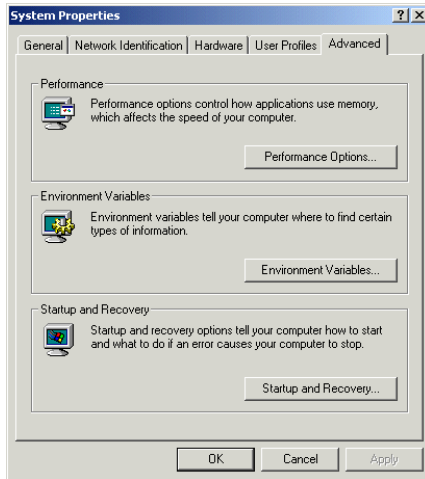 System Properties
General Network Identification Hardware User Profiles Advanced
Performance
Performance options control how applications use memory,
which affects the speed of your computer.
Performance Options...
Environment Variables
Environment variables tell your computer where to find certain
types of information.
Environment Variables...
Startup and Recovery
Startup and recovery options tell your computer how to start
and what to do if an error causes your computer to stop.
Startup and Recovery...
OK Cancel Apply